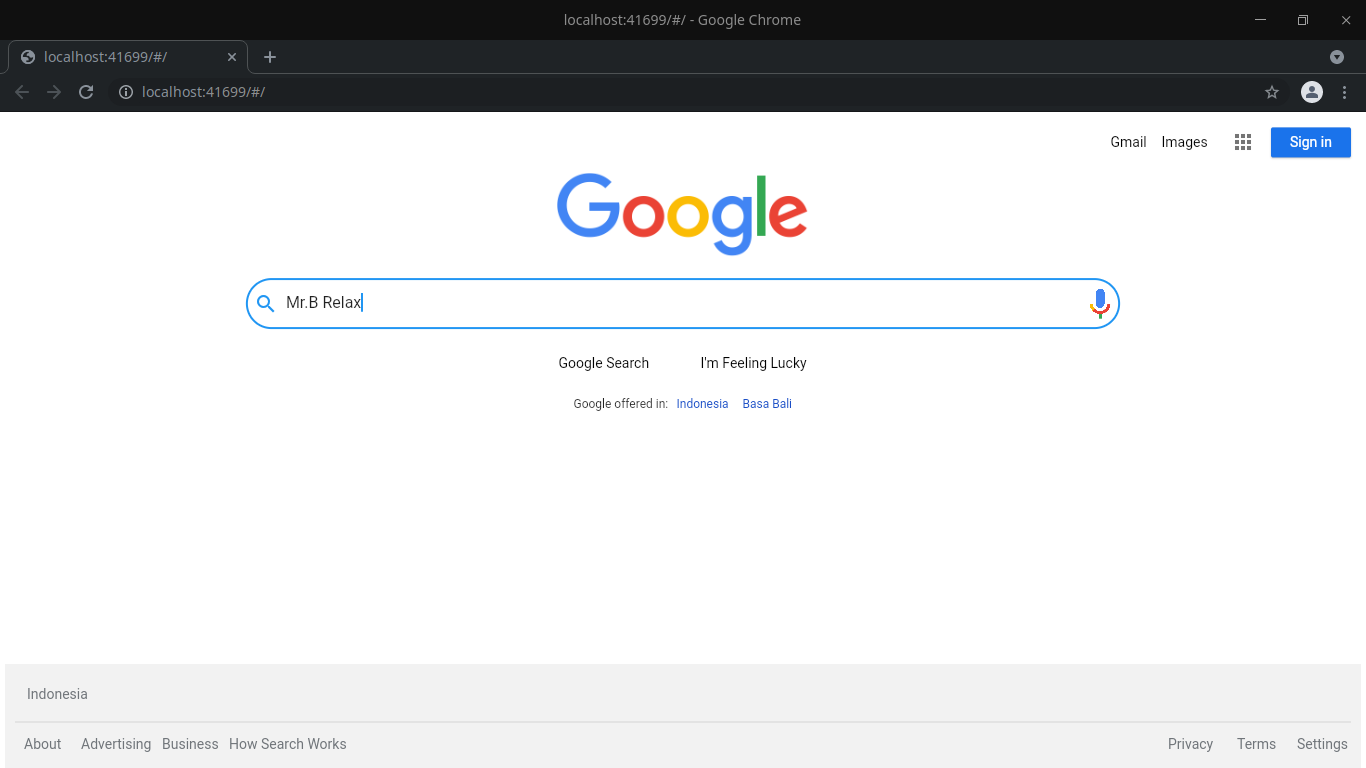 localhost:41699/#/ - Google Chrome
localhost:41699/#/
localhost:41699/#/
Gmail Images Sign in
Google
Mr.B Relax
Google Search I'm Feeling Lucky
Google offered in: Indonesia Basa Bali
Indonesia
About Advertising Business How Search Works Privacy Terms Settings